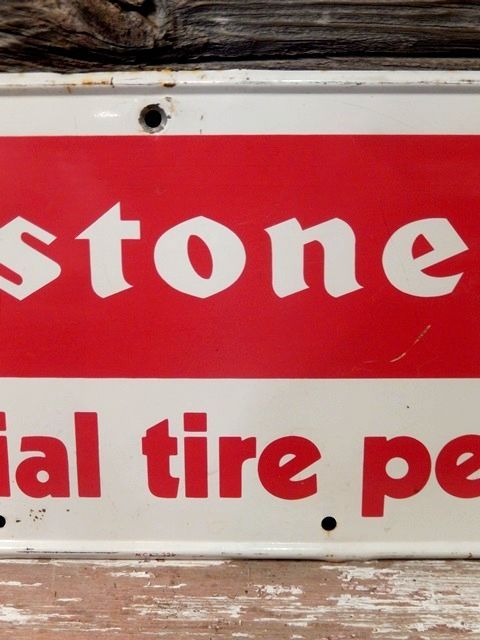 stone
ial tire pe